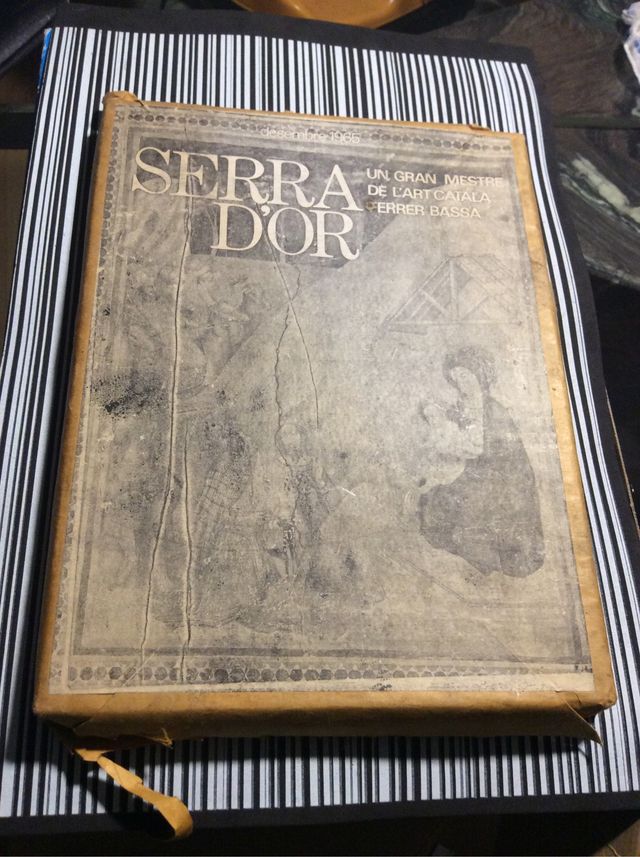 desembre 1965
SERRA
D'OR
UN GRAN MESTRE
DE L'ART CATALÀ
FERRER BASSA